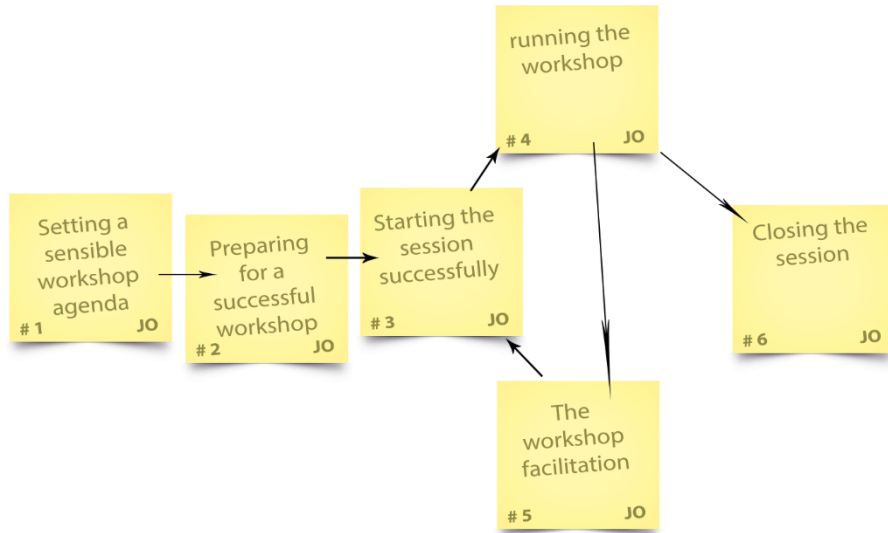 Setting a
sensible
workshop
agenda
# 1 JO
Preparing
for a
successful
workshop
# 2 JO
Starting the
session
successfully
# 3 JO
running the
workshop
# 4 JO
The
workshop
facilitation
# 5 JO
Closing the
session
# 6 JO